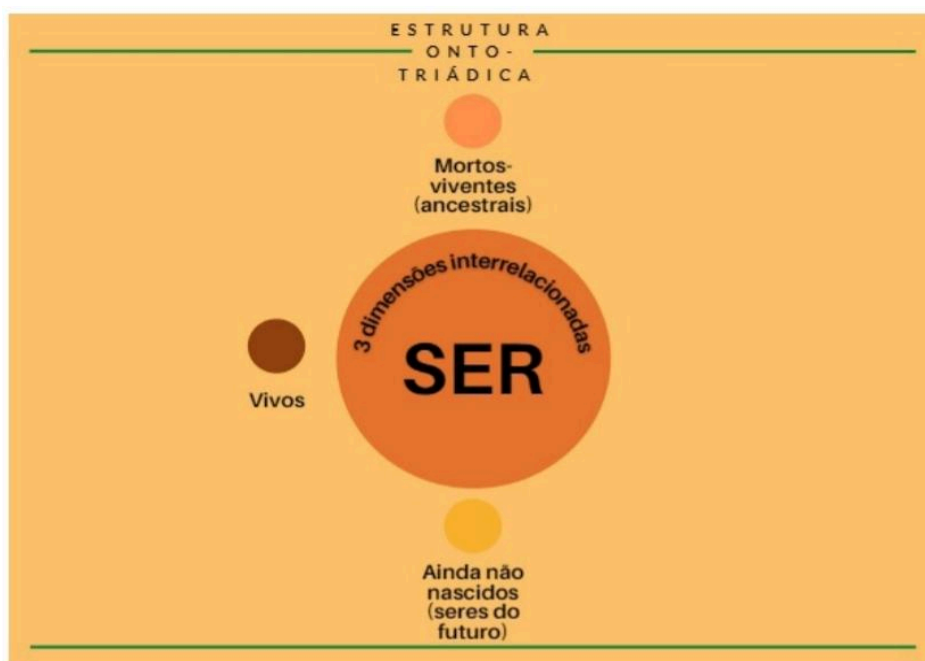 ESTRUTURA
ONTO-
TRIÁDICA
Mortos-
viventes
(ancestrais)
3 dimensões interrelacionadas
SER
Vivos
Ainda não
nascidos
(seres do
futuro)